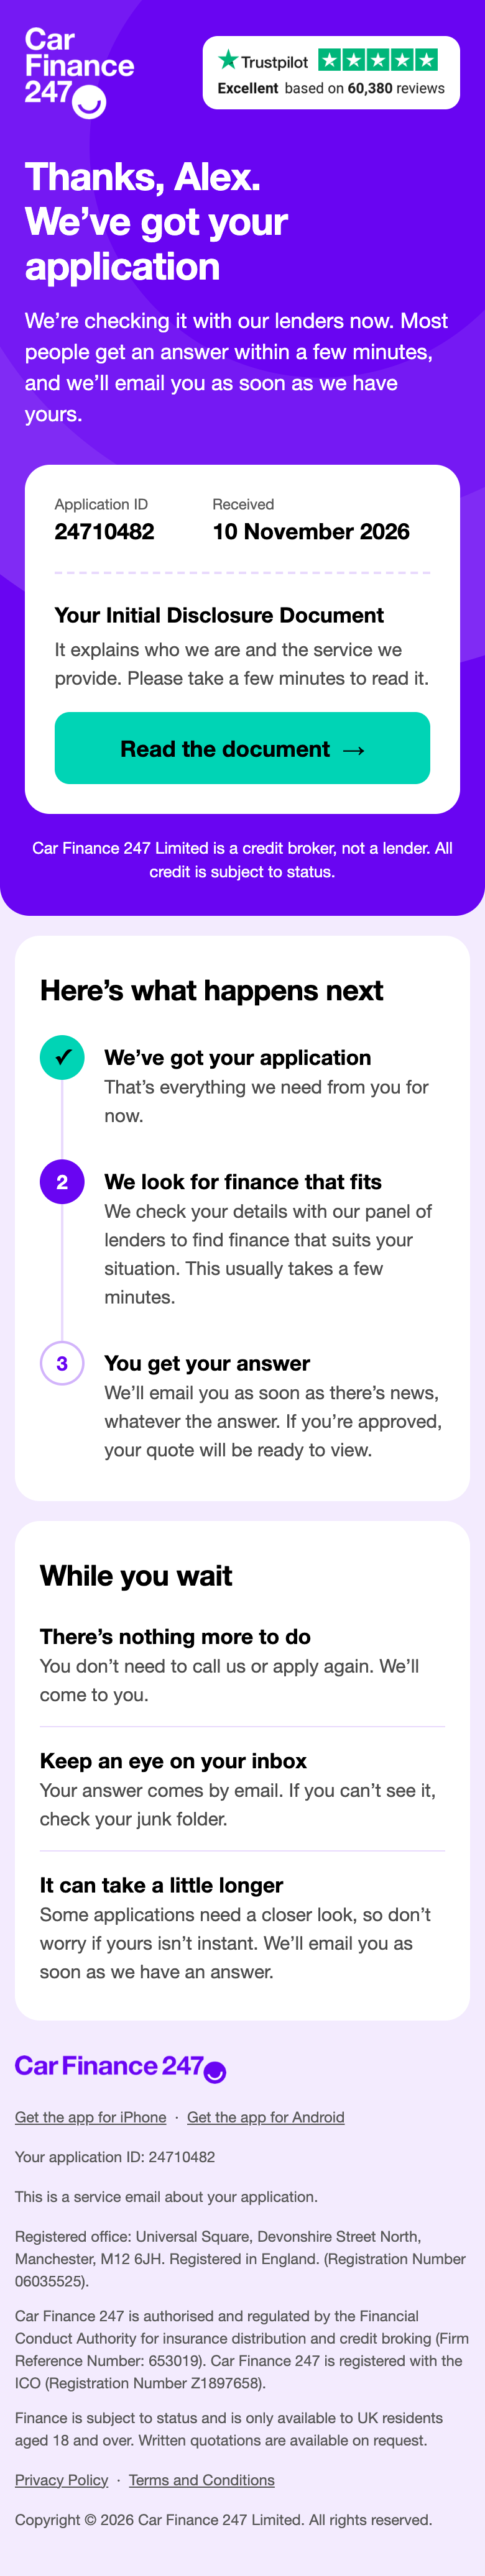 Car
Finance
247
Trustpilot
Excellent based on 60,380 reviews
Thanks, Alex.
We’ve got your
application
We’re checking it with our lenders now. Most
people get an answer within a few minutes,
and we’ll email you as soon as we have
yours.
Application ID
24710482
Received
10 November 2026
Your Initial Disclosure Document
It explains who we are and the service we
provide. Please take a few minutes to read it.
Read the document →
Car Finance 247 Limited is a credit broker, not a lender. All
credit is subject to status.
Here’s what happens next
✓
We’ve got your application
That’s everything we need from you for
now.
2
We look for finance that fits
We check your details with our panel of
lenders to find finance that suits your
situation. This usually takes a few
minutes.
3
You get your answer
We’ll email you as soon as there’s news,
whatever the answer. If you’re approved,
your quote will be ready to view.
While you wait
There’s nothing more to do
You don’t need to call us or apply again. We’ll
come to you.
Keep an eye on your inbox
Your answer comes by email. If you can’t see it,
check your junk folder.
It can take a little longer
Some applications need a closer look, so don’t
worry if yours isn’t instant. We’ll email you as
soon as we have an answer.
Car Finance 247
Get the app for iPhone · Get the app for Android
Your application ID: 24710482
This is a service email about your application.
Registered office: Universal Square, Devonshire Street North,
Manchester, M12 6JH. Registered in England. (Registration Number
06035525).
Car Finance 247 is authorised and regulated by the Financial
Conduct Authority for insurance distribution and credit broking (Firm
Reference Number: 653019). Car Finance 247 is registered with the
ICO (Registration Number Z1897658).
Finance is subject to status and is only available to UK residents
aged 18 and over. Written quotations are available on request.
Privacy Policy · Terms and Conditions
Copyright © 2026 Car Finance 247 Limited. All rights reserved.